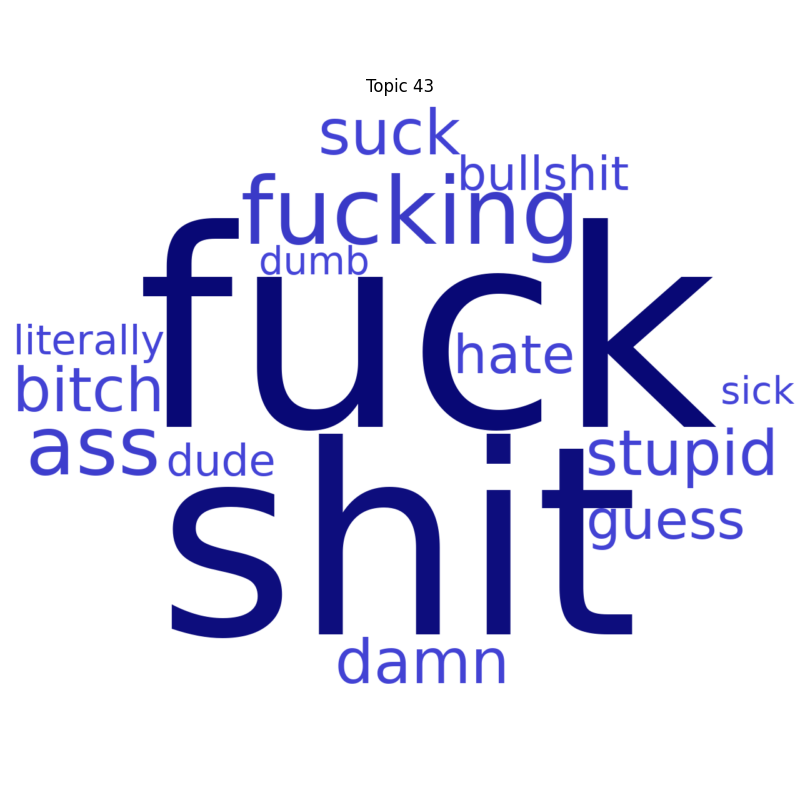 Topic 43
suck
bullshit
fucking
dumb
fuck
literally
hate
bitch
sick
ass
dude
stupid
shit
guess
damn